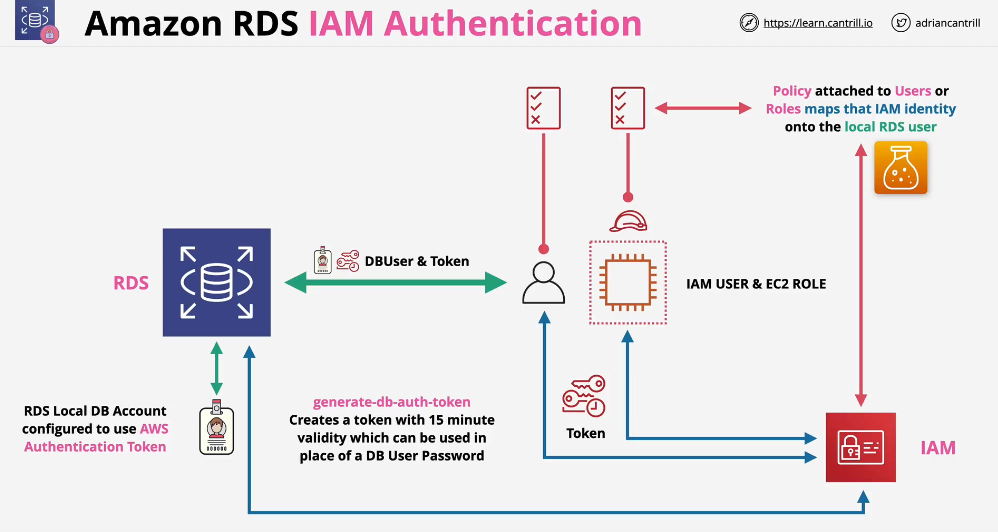 Amazon RDS IAM Authentication
https://learn.cantrill.io
adriancantrill
Policy attached to Users or
Roles maps that IAM identity
onto the local RDS user
DBUser & Token
RDS
IAM USER & EC2 ROLE
generate-db-auth-token
Creates a token with 15 minute
validity which can be used in
place of a DB User Password
RDS Local DB Account
configured to use AWS
Authentication Token
Token
IAM